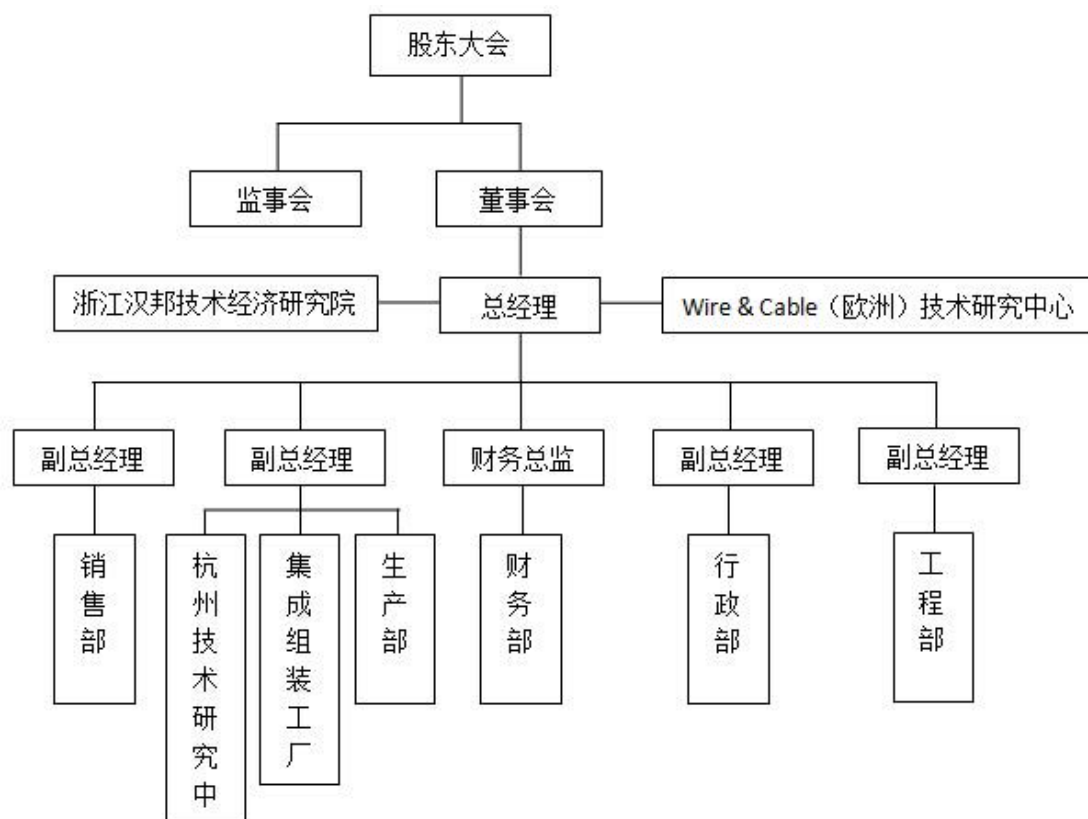 股东大会
监事会
董事会
浙江汉邦技术经济研究院
总经理
Wire & Cable（欧洲）技术研究中心
副总经理
副总经理
财务总监
副总经理
副总经理
销售部
杭州技术研究中
集成组装工厂
生产部
财务部
行政部
工程部